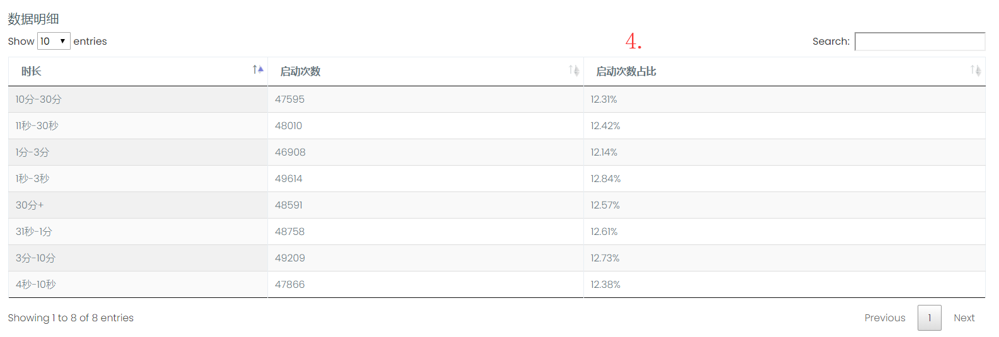 数据明细
Show 10 entries
4.
Search:
时长 启动次数 启动次数占比
10分-30分 47595 12.31%
11秒-30秒 48010 12.42%
1分-3分 46908 12.14%
1秒-3秒 49614 12.84%
30分+ 48591 12.57%
31秒-1分 48758 12.61%
3分-10分 49209 12.73%
4秒-10秒 47866 12.38%
Showing 1 to 8 of 8 entries
Previous 1 Next